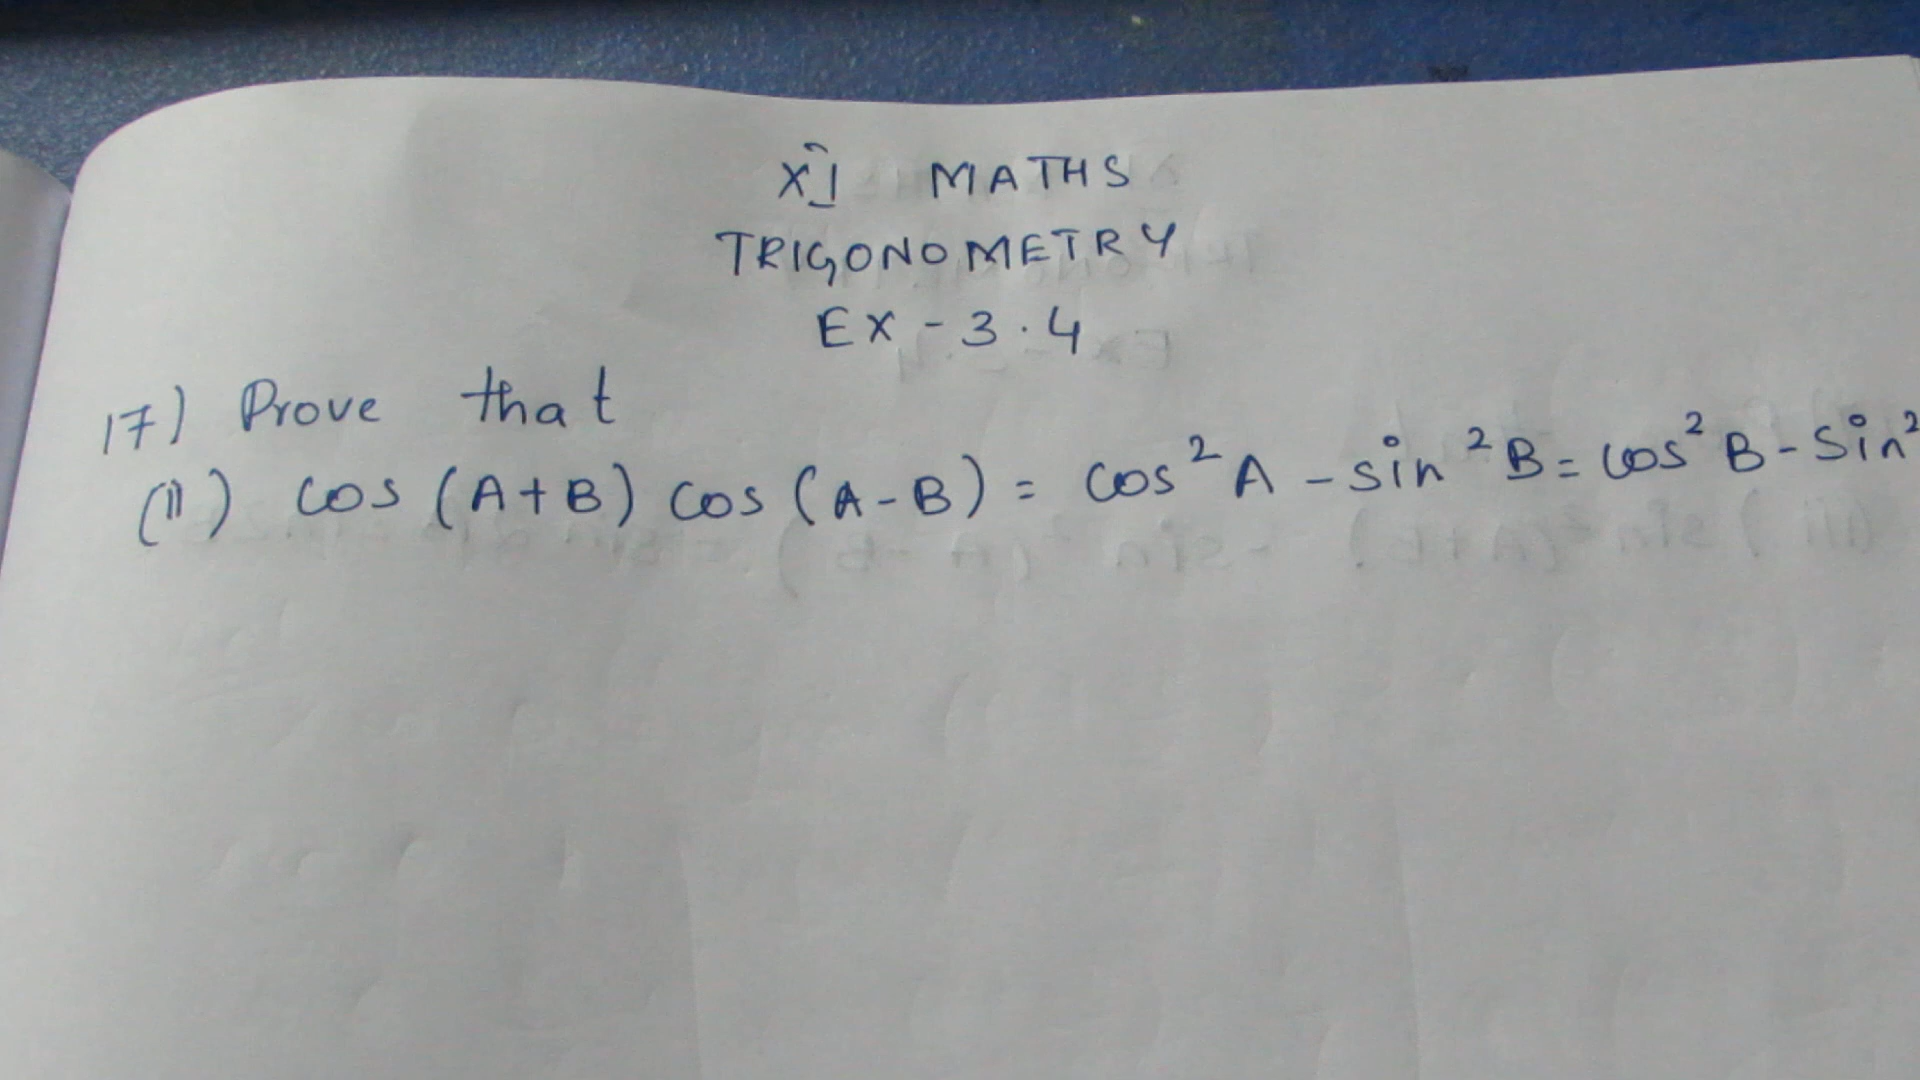 XI MATHS
TRIGONOMETRY
EX - 3.4
17) Prove that
(ii) cos (A+B) cos (A-B) = cos²A - sin²B = cos²B - sin²